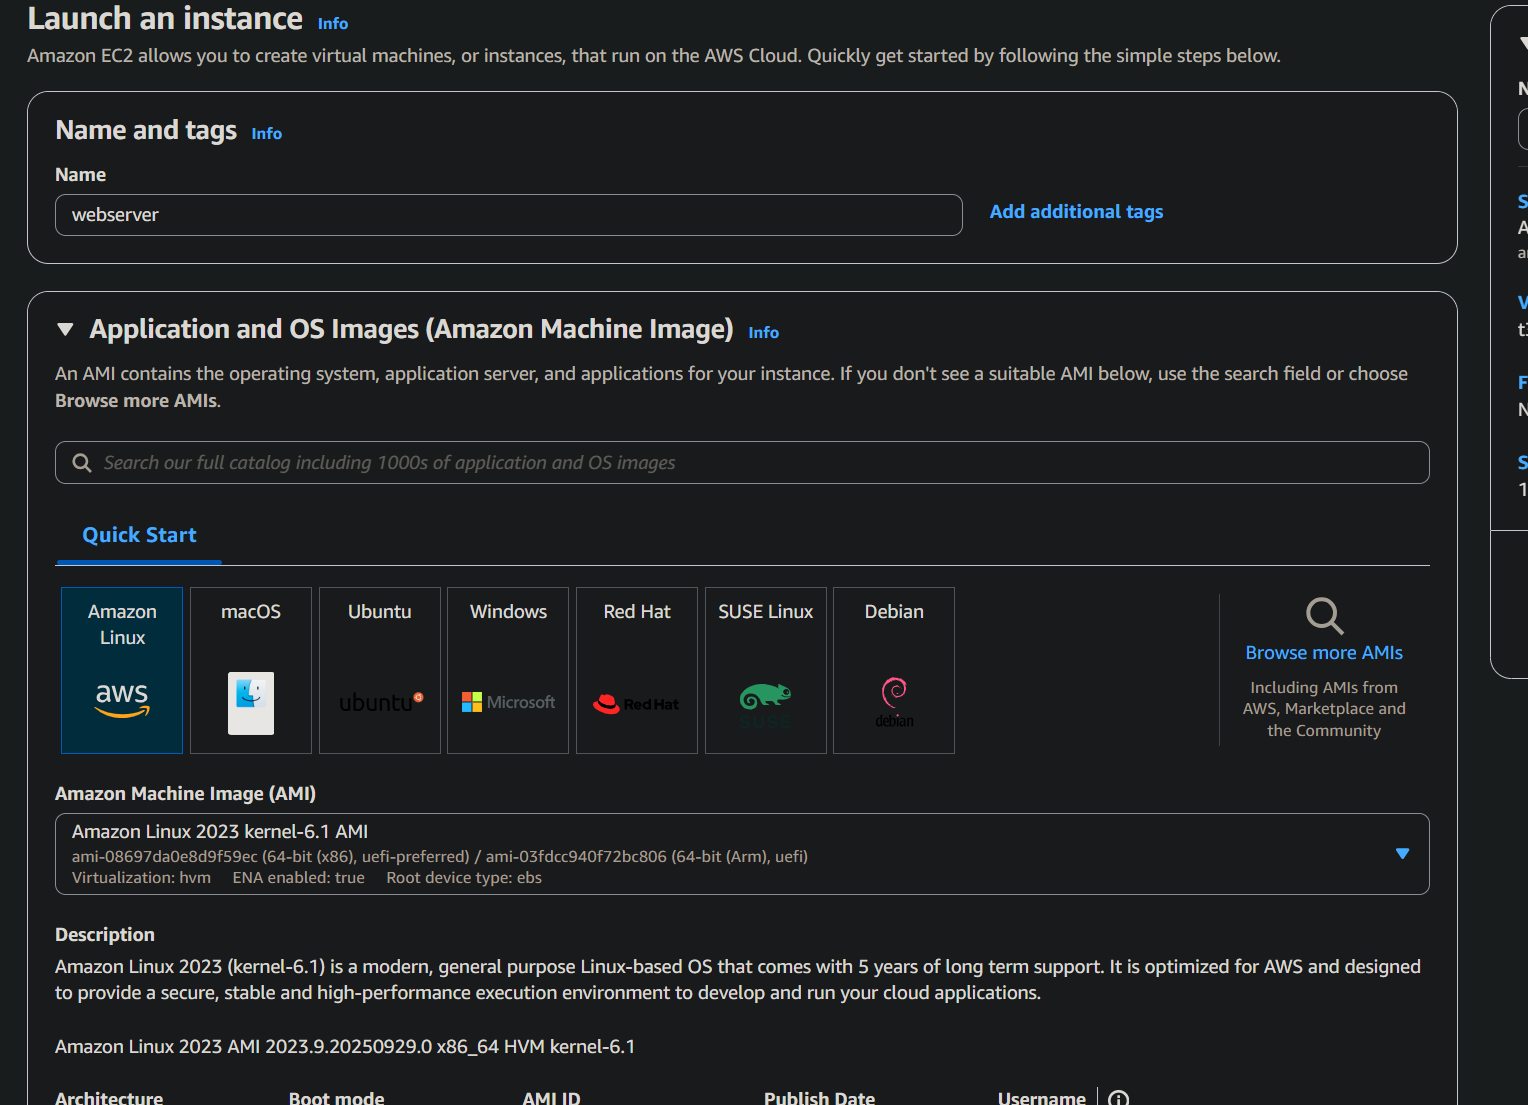 Launch an instance Info
Amazon EC2 allows you to create virtual machines, or instances, that run on the AWS Cloud. Quickly get started by following the simple steps below.
Name and tags Info
Name
webserver
Add additional tags
Application and OS Images (Amazon Machine Image) Info
An AMI contains the operating system, application server, and applications for your instance. If you don't see a suitable AMI below, use the search field or choose
Browse more AMIs.
Search our full catalog including 1000s of application and OS images
Quick Start
Amazon
Linux
aws
macOS
Ubuntu
ubuntu
Windows
Microsoft
Red Hat
Red Hat
SUSE Linux
SUSE
Debian
debian
Browse more AMIs
Including AMIs from
AWS, Marketplace and
the Community
Amazon Machine Image (AMI)
Amazon Linux 2023 kernel-6.1 AMI
ami-08697da0e8d9f59ec (64-bit (x86), uefi-preferred) / ami-03fdcc940f72bc806 (64-bit (Arm), uefi)
Virtualization: hvm ENA enabled: true Root device type: ebs
Description
Amazon Linux 2023 (kernel-6.1) is a modern, general purpose Linux-based OS that comes with 5 years of long term support. It is optimized for AWS and designed
to provide a secure, stable and high-performance execution environment to develop and run your cloud applications.
Amazon Linux 2023 AMI 2023.9.20250929.0 x86_64 HVM kernel-6.1
Architecture Boot mode AMI ID Publish Date Username